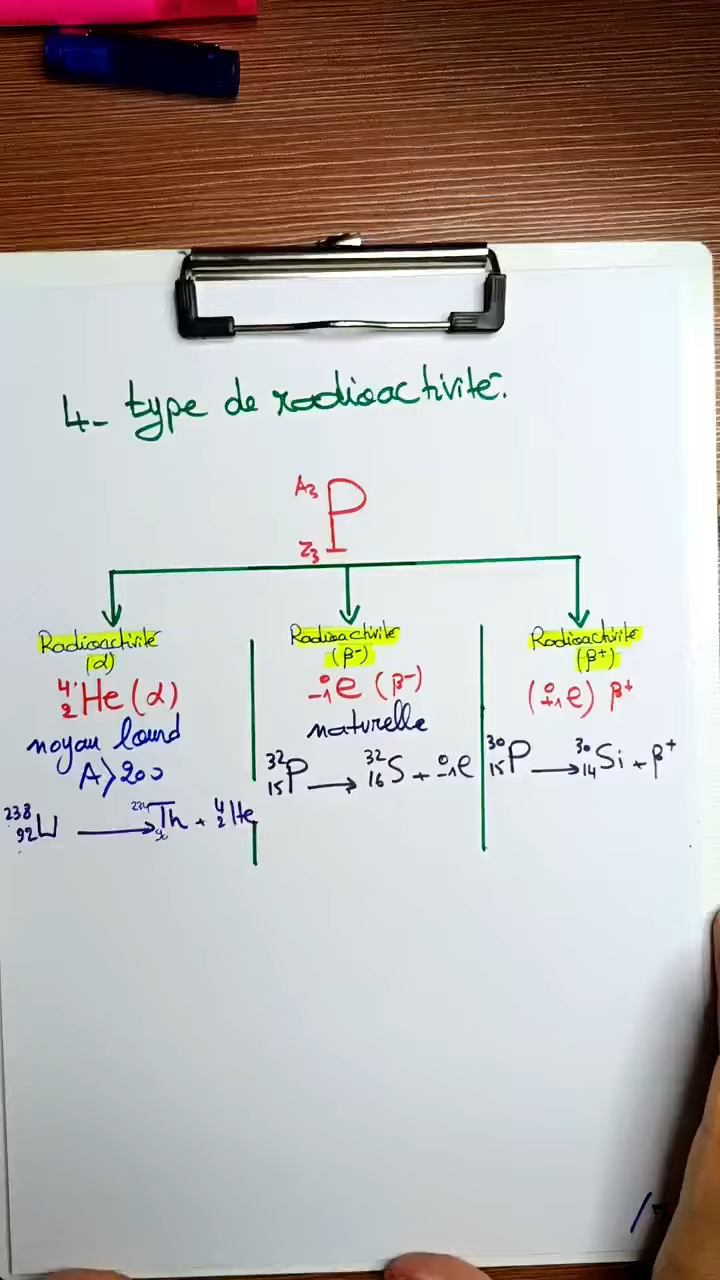 4- type de radioactivité.
A3
P
Z3
Radioactivité
(α)
⁴₂He (α)
noyau lourd
A>200
²³⁸₉₂U → ²³⁴₉₀Th + ⁴₂He
Radioactivité
(β-)
⁰₋₁e (β-)
naturelle
³²₁₅P → ³²₁₆S + ⁰₋₁e
Radioactivité
(β+)
(⁰₊₁e) β+
³⁰₁₅P → ³⁰₁₄Si + β+